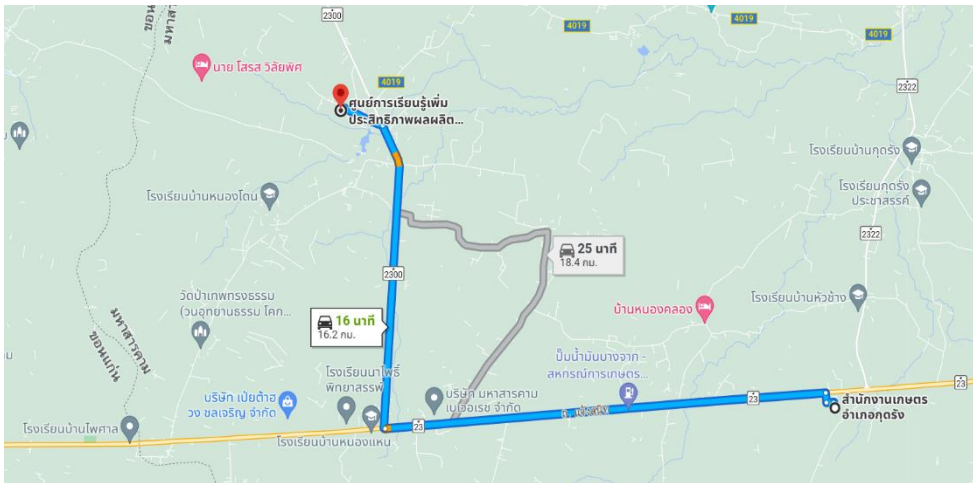 2300
4019
4019
2322
นาย โสรส วิลัยพิศ
4019
ศูนย์การเรียนรู้เพิ่ม
ประสิทธิภาพผลผลิต...
ขอนแก่น
มหาสารคาม
โรงเรียนบ้านหนองโดน
โรงเรียนบ้านกุดรัง
โรงเรียนกุดรัง
ประชาสรรค์
2322
25 นาที
18.4 กม.
2300
วัดป่าเทพทรงธรรม
(วนอุทยานธรรม โคก...
16 นาที
16.2 กม.
บ้านหนองคลอง
โรงเรียนบ้านหัวช้าง
มหาสารคาม
ขอนแก่น
ปั๊มน้ำมันบางจาก -
สหกรณ์การเกษตร...
โรงเรียนนาโพธิ์
พิทยาสรรพ์
บริษัท มหาสารคาม
23
บริษัท เป่ยต้าฮ
วง ชลเจริญ จำกัด
23
สำนักงานเกษตร
อำเภอกุดรัง
23
โรงเรียนบ้านไพศาล
โรงเรียนบ้านหนองแหน